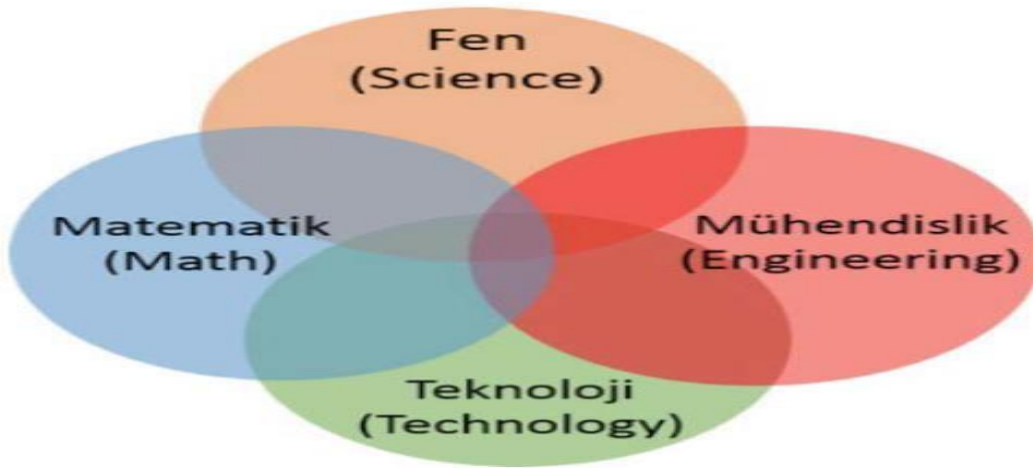 Fen
(Science)
Matematik
(Math)
Mühendislik
(Engineering)
Teknoloji
(Technology)